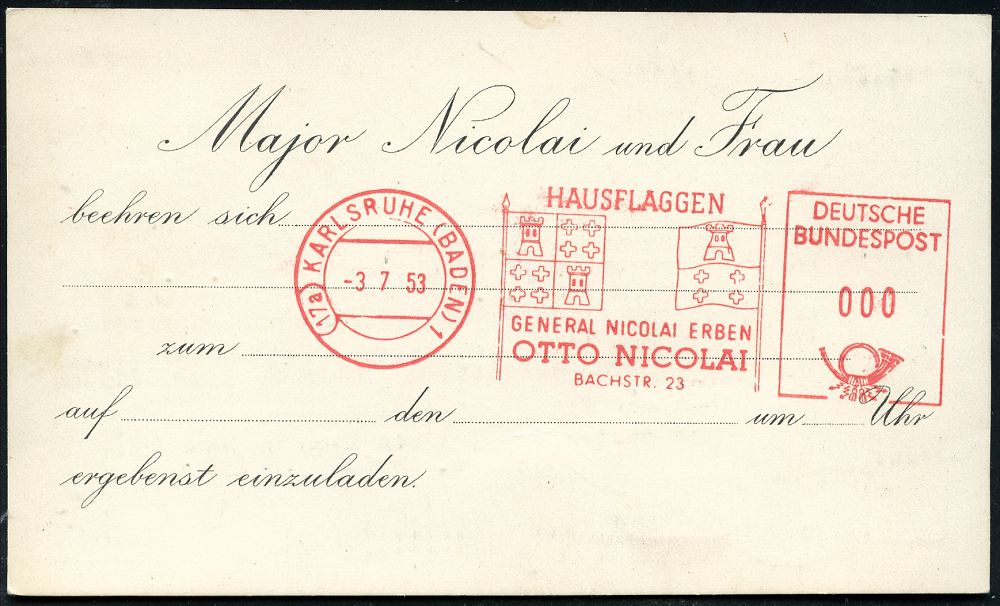 Major Nicolai und Frau
beehren sich
zum
auf den um Uhr
ergebenst einzuladen.
(17a) KARLSRUHE (BADEN) 1
-3 7 53
HAUSFLAGGEN
GENERAL NICOLAI ERBEN
OTTO NICOLAI
BACHSTR. 23
DEUTSCHE
BUNDESPOST
000